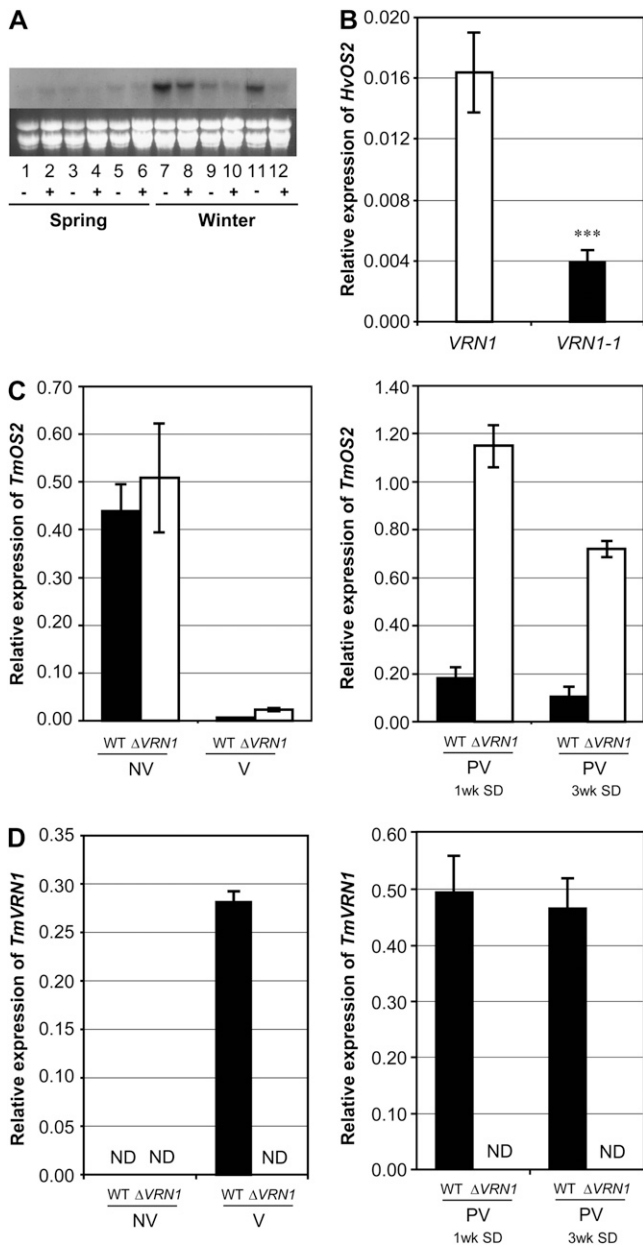 A
1 2 3 4 5 6 7 8 9 10 11 12
- + - + - + - + - + - +
Spring Winter
B
Relative expression of HvOS2
0.020
0.016
0.012
0.008
0.004
0.000
***
VRN1 VRN1-1
C
Relative expression of TmOS2
0.70
0.60
0.50
0.40
0.30
0.20
0.10
0.00
WT ΔVRN1 WT ΔVRN1
NV V
Relative expression of TmOS2
1.40
1.20
1.00
0.80
0.60
0.40
0.20
0.00
WT ΔVRN1 WT ΔVRN1
PV PV
1wk SD 3wk SD
D
Relative expression of TmVRN1
0.35
0.30
0.25
0.20
0.15
0.10
0.05
0.00
ND ND ND
WT ΔVRN1 WT ΔVRN1
NV V
Relative expression of TmVRN1
0.60
0.50
0.40
0.30
0.20
0.10
0.00
ND ND
WT ΔVRN1 WT ΔVRN1
PV PV
1wk SD 3wk SD